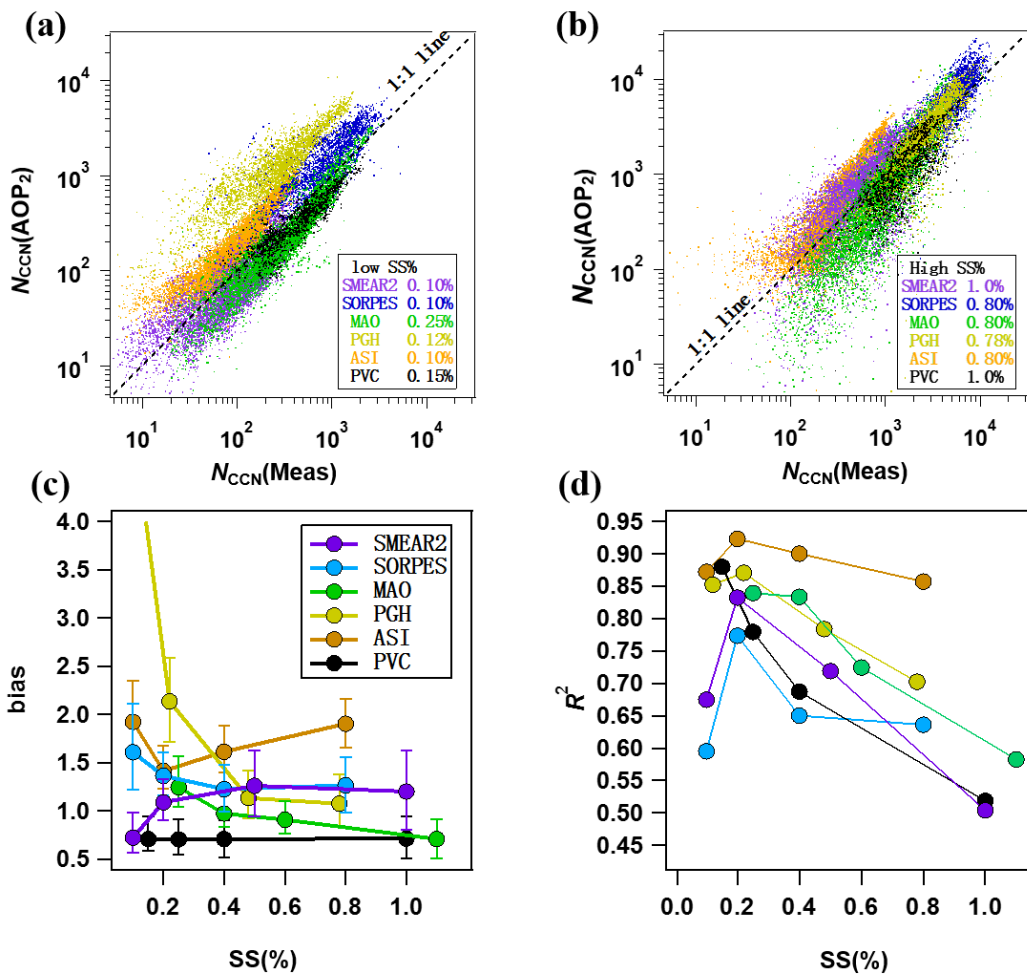 (a)
10⁴
10³
10²
10¹
N_CCN(AOP₂)
1:1 line
low SS%
SMEAR2 0.10%
SORPES 0.10%
MAO 0.25%
PGH 0.12%
ASI 0.10%
PVC 0.15%
10¹ 10² 10³ 10⁴
N_CCN(Meas)
(b)
10⁴
10³
10²
10¹
N_CCN(AOP₂)
1:1 line
High SS%
SMEAR2 1.0%
SORPES 0.80%
MAO 0.80%
PGH 0.78%
ASI 0.80%
PVC 1.0%
10¹ 10² 10³ 10⁴
N_CCN(Meas)
(c)
4.0
3.5
3.0
2.5
2.0
1.5
1.0
0.5
bias
SMEAR2
SORPES
MAO
PGH
ASI
PVC
0.2 0.4 0.6 0.8 1.0
SS(%)
(d)
0.95
0.90
0.85
0.80
0.75
0.70
0.65
0.60
0.55
0.50
0.45
R²
0.0 0.2 0.4 0.6 0.8 1.0
SS(%)